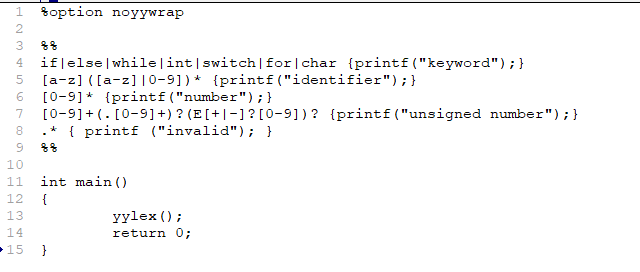 1 %option noyywrap
2
3 %%
4 if|else|while|int|switch|for|char {printf("keyword");}
5 [a-z]([a-z]|0-9])* {printf("identifier");}
6 [0-9]* {printf("number");}
7 [0-9]+(.[0-9]+)?(E[+|-]?[0-9])? {printf("unsigned number");}
8 .* { printf ("invalid"); }
9 %%
10
11 int main()
12 {
13 yylex();
14 return 0;
15 }